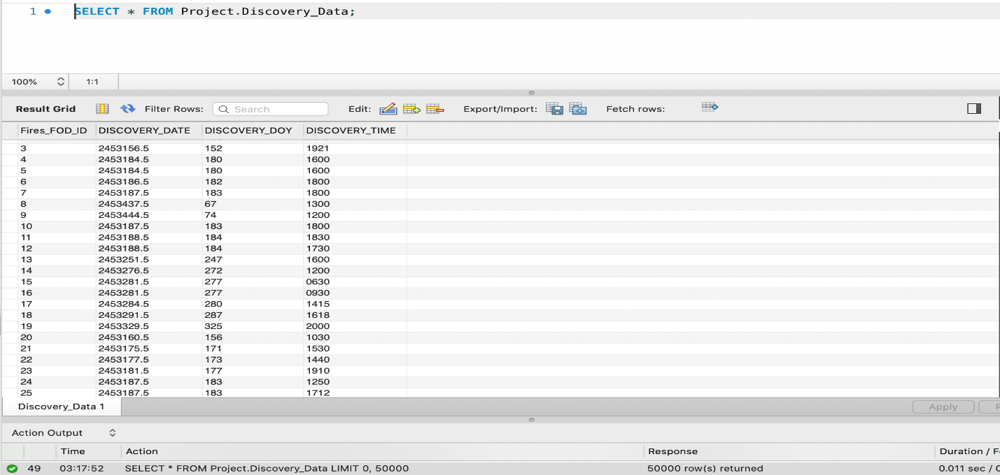 1 SELECT * FROM Project.Discovery_Data;
100% 1:1
Result Grid Filter Rows: Search Edit: Export/Import: Fetch rows:
Fires_FOD_ID DISCOVERY_DATE DISCOVERY_DOY DISCOVERY_TIME
3 2453156.5 152 1921
4 2453184.5 180 1600
5 2453184.5 180 1600
6 2453186.5 182 1800
7 2453187.5 183 1800
8 2453437.5 67 1300
9 2453444.5 74 1200
10 2453187.5 183 1800
11 2453188.5 184 1830
12 2453188.5 184 1730
13 2453251.5 247 1600
14 2453276.5 272 1200
15 2453281.5 277 0630
16 2453281.5 277 0930
17 2453284.5 280 1415
18 2453291.5 287 1618
19 2453329.5 325 2000
20 2453160.5 156 1030
21 2453175.5 171 1530
22 2453177.5 173 1440
23 2453181.5 177 1910
24 2453187.5 183 1250
25 2453187.5 183 1712
Discovery_Data 1 Apply
Action Output
Time Action Response Duration / F
49 03:17:52 SELECT * FROM Project.Discovery_Data LIMIT 0, 50000 50000 row(s) returned 0.011 sec / 0